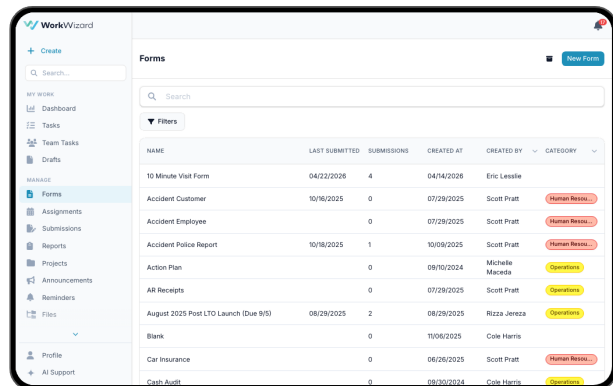 WorkWizard
Create
Search...
MY WORK
Dashboard
Tasks
Team Tasks
Drafts
MANAGE
Forms
Assignments
Submissions
Reports
Projects
Announcements
Reminders
Files
Profile
AI Support
Forms
New Form
Search
Filters
NAME LAST SUBMITTED SUBMISSIONS CREATED AT CREATED BY CATEGORY
10 Minute Visit Form 04/22/2026 4 04/14/2026 Eric Lesslie
Accident Customer 10/16/2025 0 07/29/2025 Scott Pratt Human Resou...
Accident Employee 0 07/29/2025 Scott Pratt Human Resou...
Accident Police Report 10/18/2025 1 10/09/2025 Scott Pratt Human Resou...
Action Plan 0 09/10/2024 Michelle Maceda Operations
AR Receipts 0 07/29/2025 Scott Pratt Operations
August 2025 Post LTO Launch (Due 9/5) 08/29/2025 2 08/29/2025 Rizza Jereza Operations
Blank 0 11/06/2025 Cole Harris
Car Insurance 0 06/26/2025 Scott Pratt Human Resou...
Cash Audit 0 09/30/2024 Cole Harris Operations